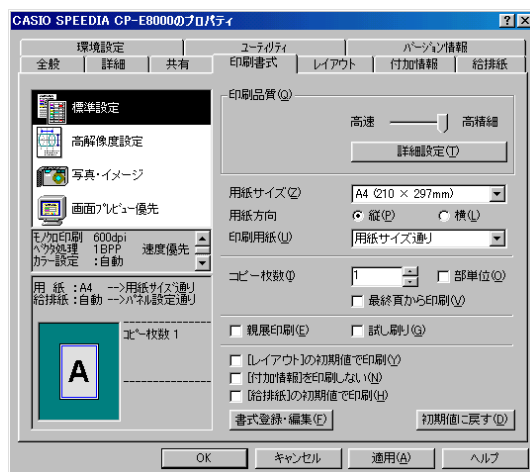 CASIO SPEEDIA CP-E8000のプロパティ
環境設定 ユーティリティ バージョン情報
全般 詳細 共有 印刷書式 レイアウト 付加情報 給排紙
標準設定
高解像度設定
写真・イメージ
画面プレビュー優先
モノクロ印刷 600dpi
ベクタ処理 1BPP 速度優先
カラー設定 :自動
用 紙 :A4 -->用紙サイズ通り
給排紙 :自動 -->パネル設定通り
コピー枚数 1
A
印刷品質(Q)
高速 高精細
詳細設定(T)
用紙サイズ(Z) A4 (210 × 297mm)
用紙方向 縦(P) 横(L)
印刷用紙(U) 用紙サイズ通り
コピー枚数(I) 1 部単位(O)
最終頁から印刷(V)
親展印刷(E) 試し刷り(G)
[レイアウト]の初期値で印刷(Y)
[付加情報]を印刷しない(N)
[給排紙]の初期値で印刷(H)
書式登録・編集(F) 初期値に戻す(D)
OK キャンセル 適用(A) ヘルプ